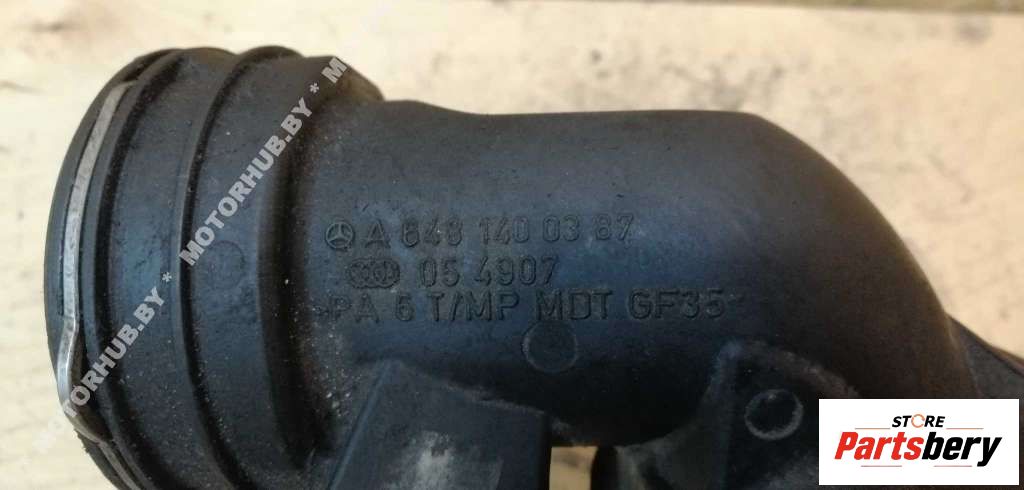 A 648 140 03 87
05 4907
>PA 6 T/MP MDT GF35<
* MOTORHUB.BY * MOTORHUB.BY * M
STORE
Partsbery